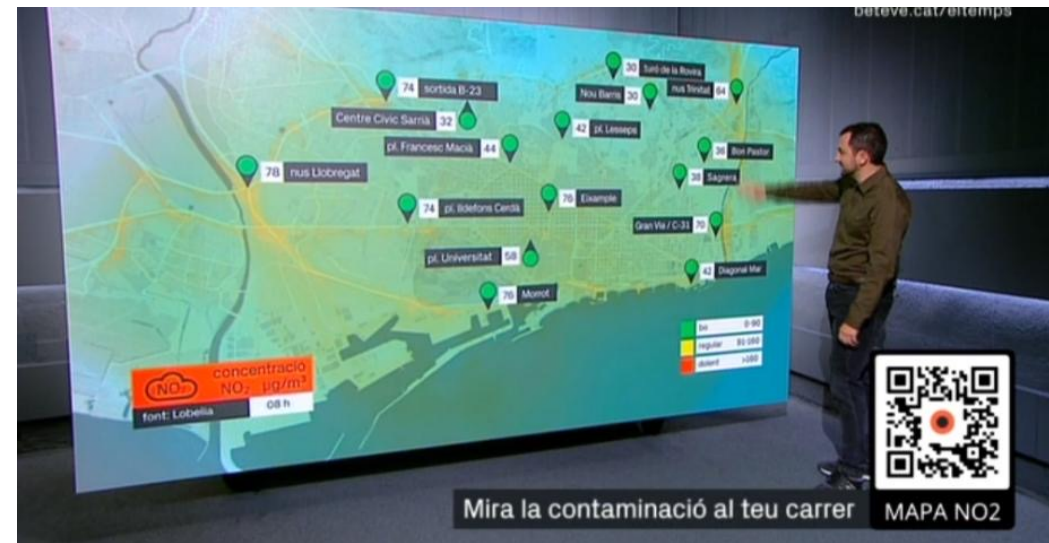 beteve.cat/eltemps
30 turó de la Rovira
74 sortida B-23
Nou Barris 30
nus Trinitat 64
Centre Cívic Sarrià 32
42 pl. Lesseps
pl. Francesc Macià 44
36 Bon Pastor
78 nus Llobregat
38 Sagrera
76 Eixample
74 pl. Ildefons Cerdà
Gran Via / C-31 70
pl. Universitat 58
42 Diagonal Mar
76 Morrot
bo 0-90
regular 91-160
dolent >160
concentració
NO₂ NO₂ µg/m³
font: Lobelia 08 h
Mira la contaminació al teu carrer
MAPA NO2